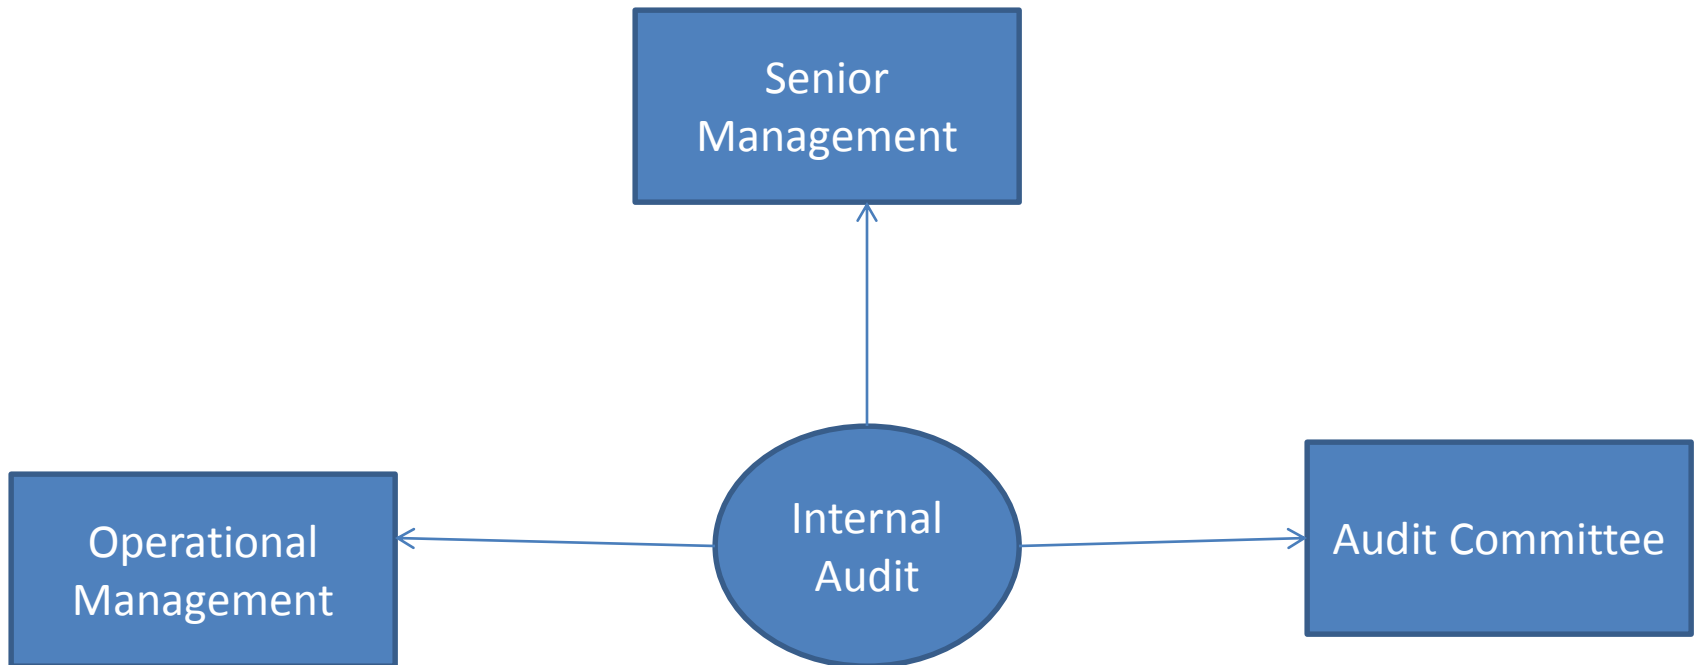 Senior
Management
Operational
Management
Internal
Audit
Audit Committee